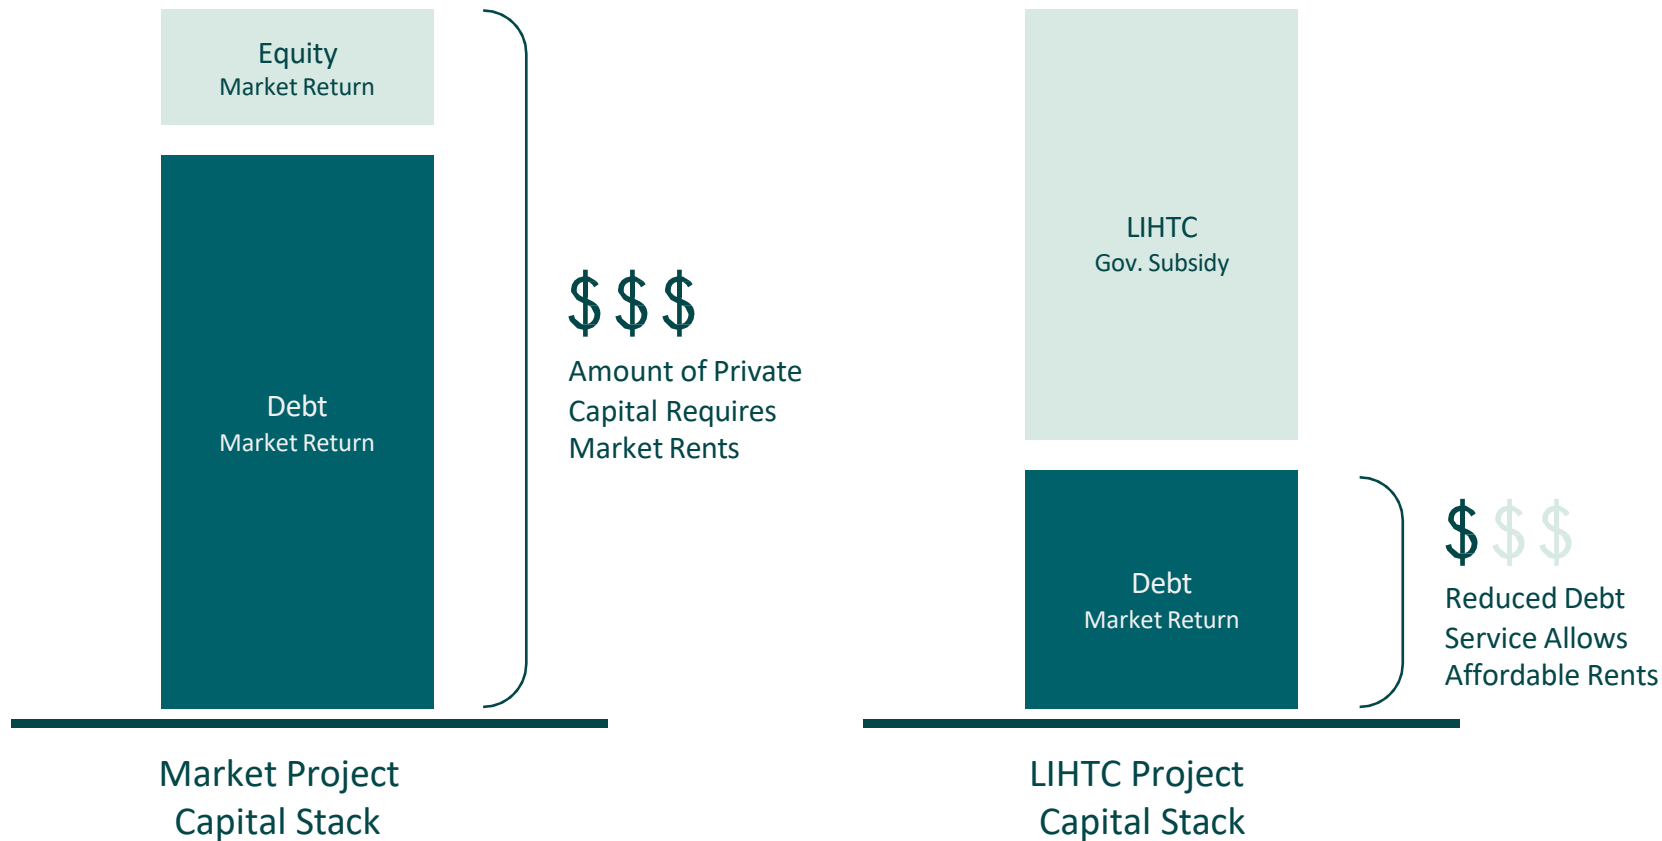 Equity
Market Return
Debt
Market Return
$ $ $
Amount of Private
Capital Requires
Market Rents
Market Project
Capital Stack
LIHTC
Gov. Subsidy
Debt
Market Return
$ $ $
Reduced Debt
Service Allows
Affordable Rents
LIHTC Project
Capital Stack